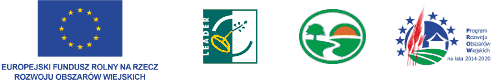 EUROPEJSKI FUNDUSZ ROLNY NA RZECZ
ROZWOJU OBSZARÓW WIEJSKICH
LEADER
Program
Rozwoju
Obszarów
Wiejskich
na lata 2014-2020